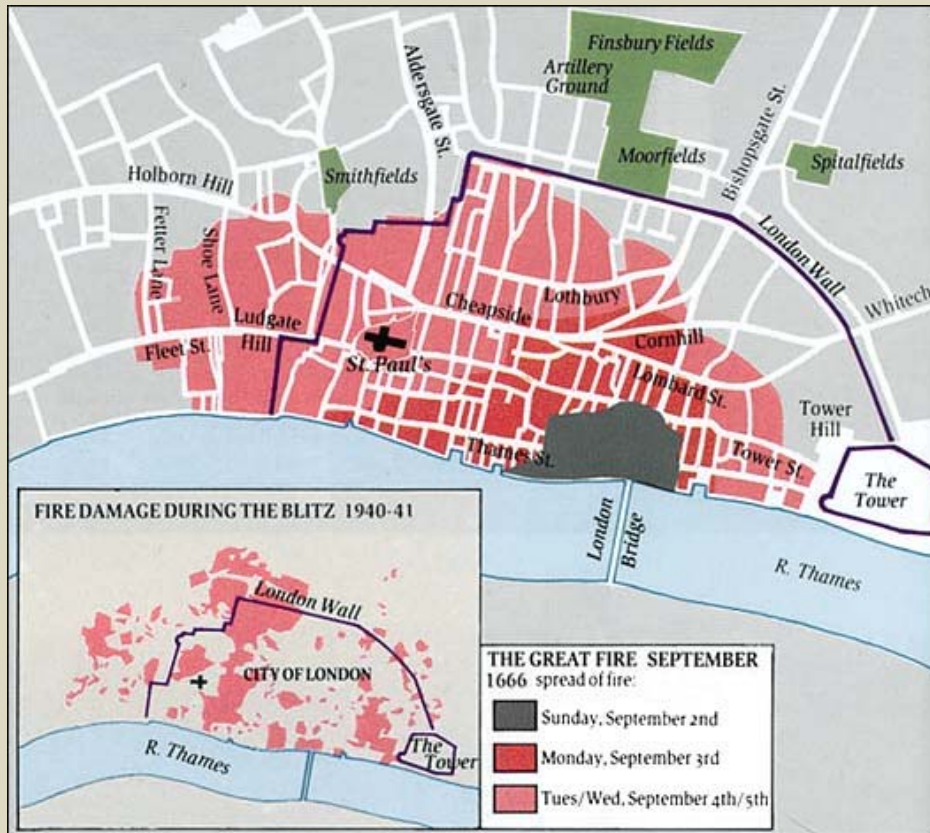 Finsbury Fields
Artillery
Ground
Aldersgate St.
Bishopsgate St.
Moorfields
Spitalfields
Smithfields
Holborn Hill
Fetter Lane
Shoe Lane
London Wall
Lothbury
Cheapside
Whitech
Ludgate
Hill
Fleet St.
Cornhill
St. Paul's
Lombard St.
Tower
Hill
Thames St.
Tower St.
The
Tower
London
Bridge
R. Thames
FIRE DAMAGE DURING THE BLITZ 1940-41
London Wall
CITY OF LONDON
The
Tower
R. Thames
THE GREAT FIRE SEPTEMBER
1666 spread of fire:
Sunday, September 2nd
Monday, September 3rd
Tues/Wed, September 4th/5th